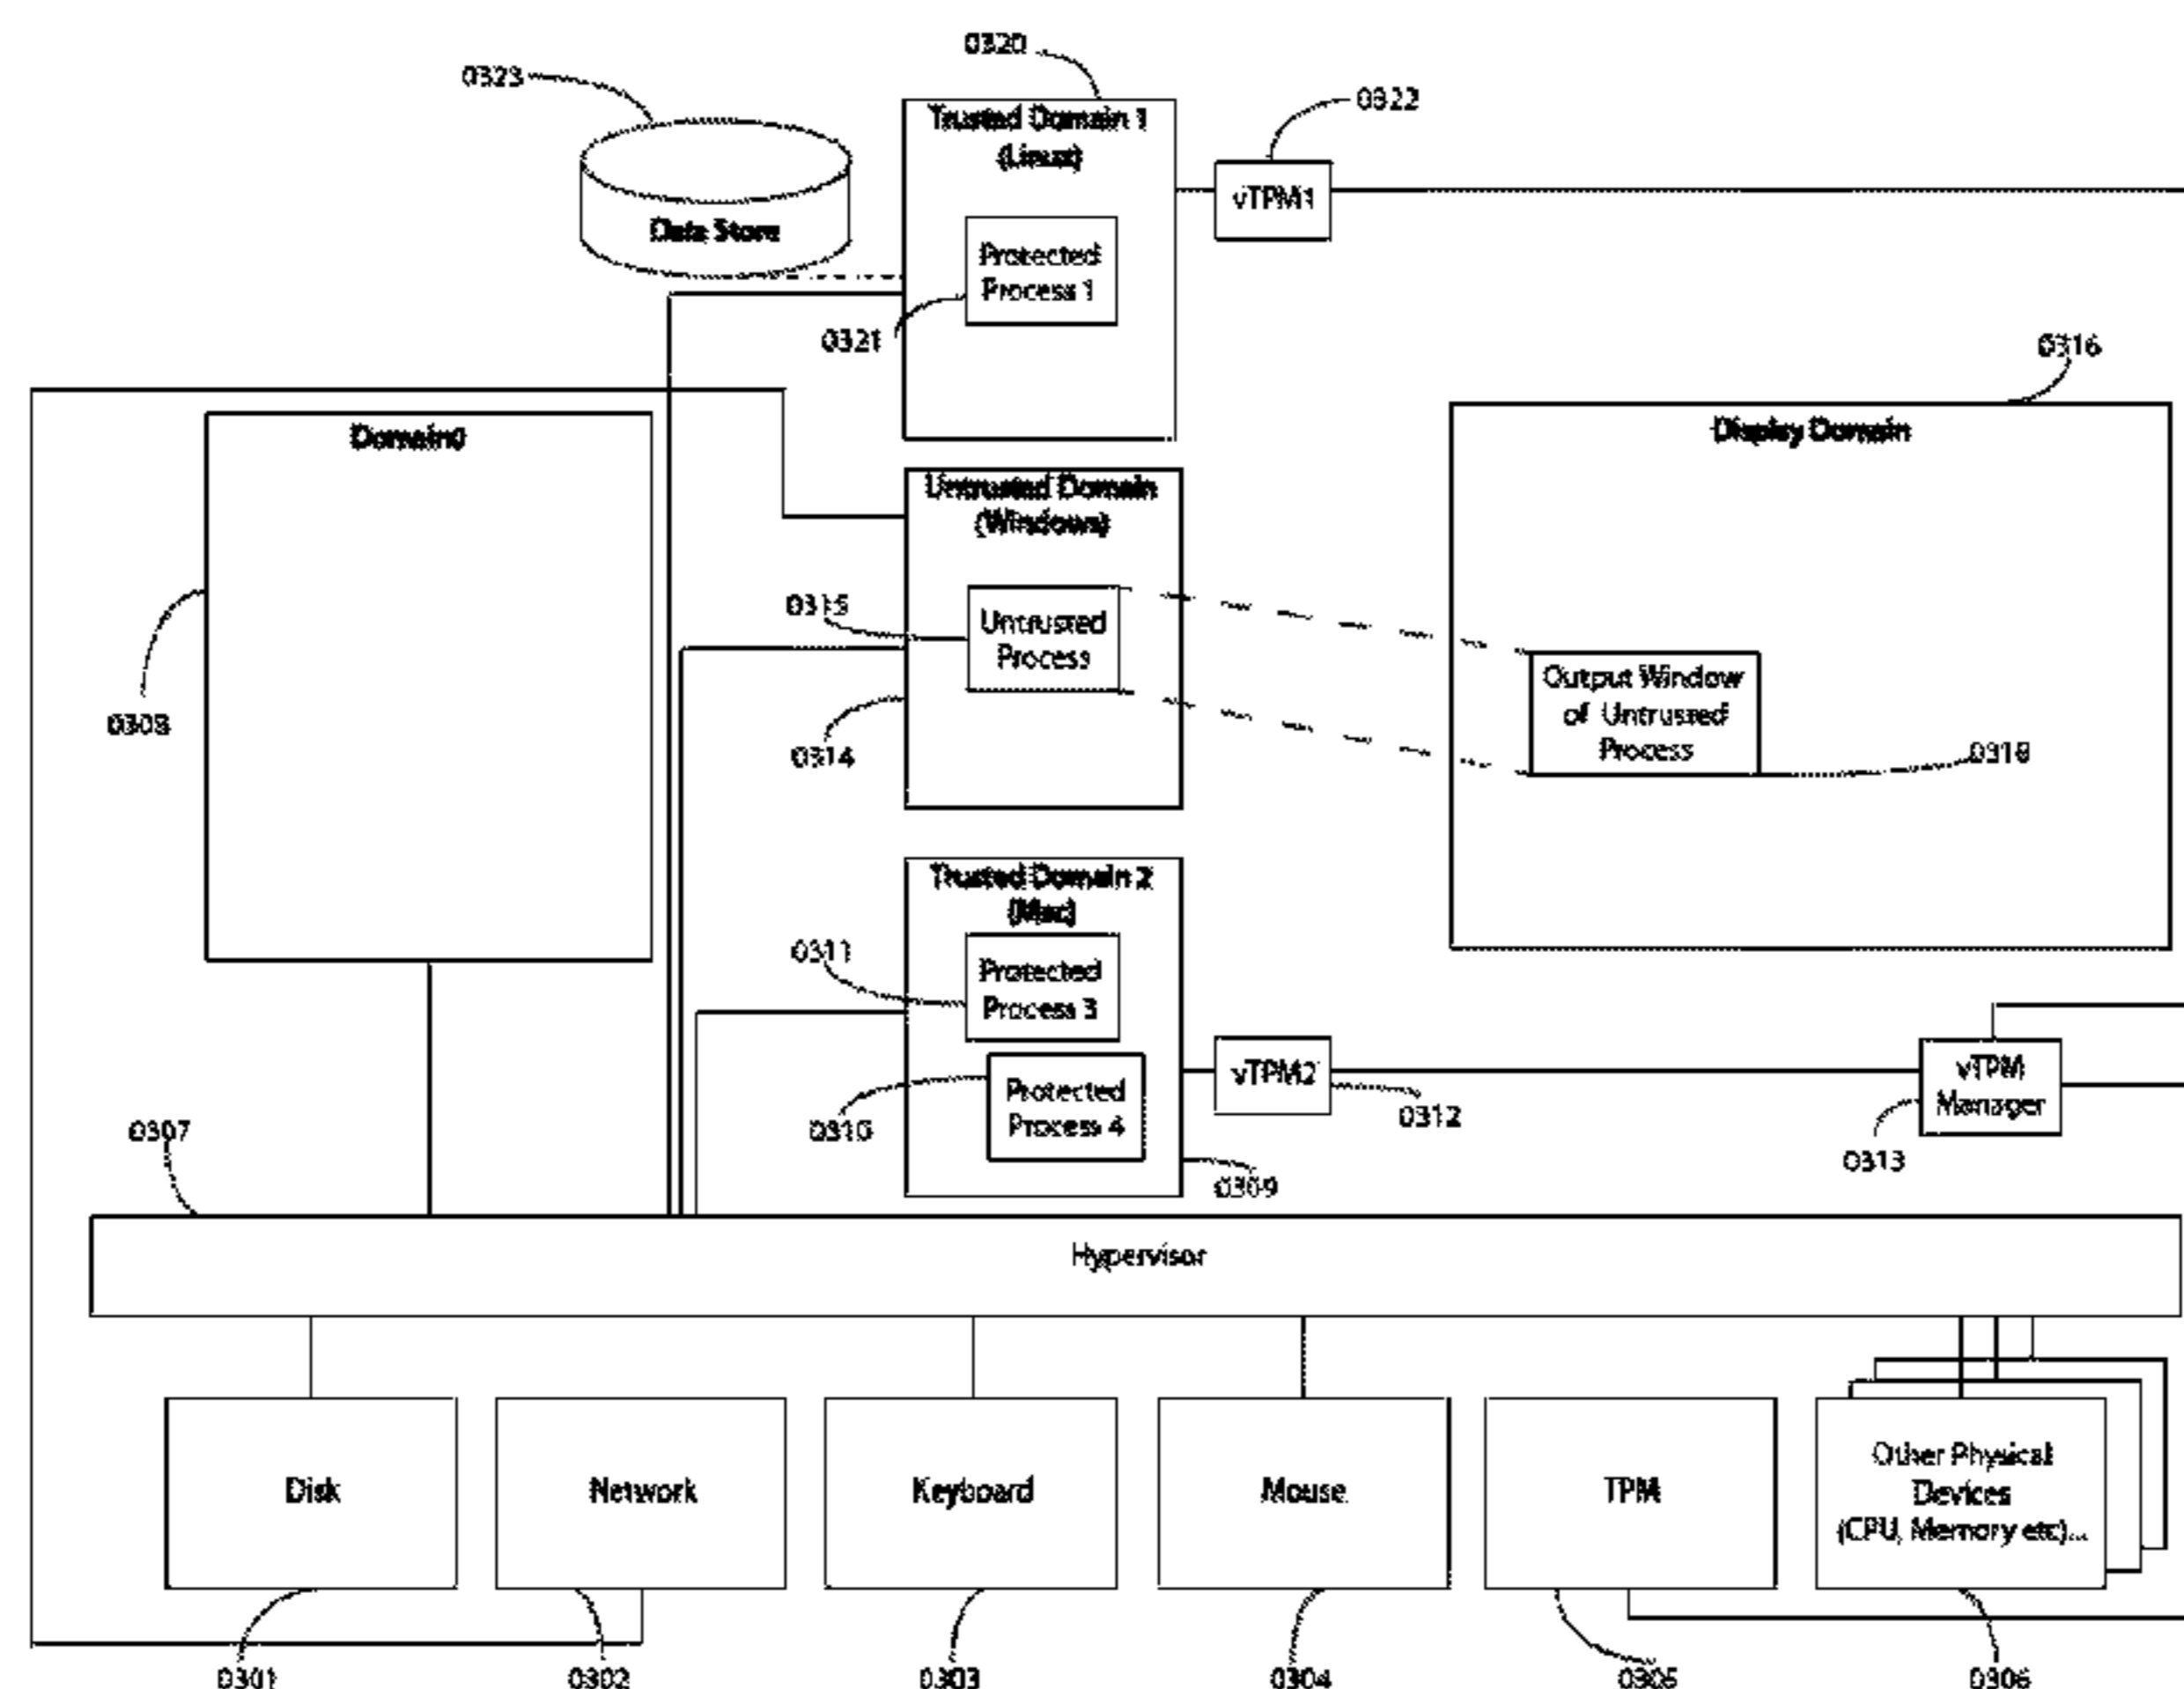 0320
0323
0322
Trusted Domain 1
(Linux)
vTPM1
Data Store
Protected
Process 1
0321
0316
Domain0
Display Domain
Untrusted Domain
(Windows)
0315
Untrusted
Process
Output Window
of Untrusted
Process
0308
0314
0318
Trusted Domain 2
(Mac)
0311
Protected
Process 3
vTPM2
vTPM
Manager
Protected
Process 4
0310
0312
0307
0313
0309
Hypervisor
Disk
Network
Keyboard
Mouse
TPM
Other Physical
Devices
(CPU, Memory etc)...
0301
0302
0303
0304
0305
0306